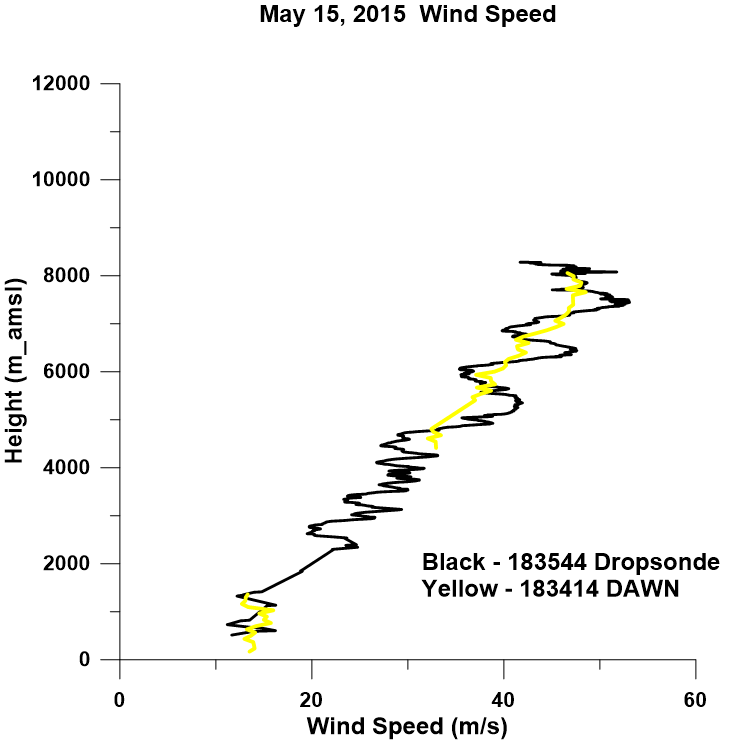 May 15, 2015  Wind Speed
12000
10000
8000
6000
4000
2000
0
Height (m_amsl)
Black - 183544 Dropsonde
Yellow - 183414 DAWN
0 20 40 60
Wind Speed (m/s)